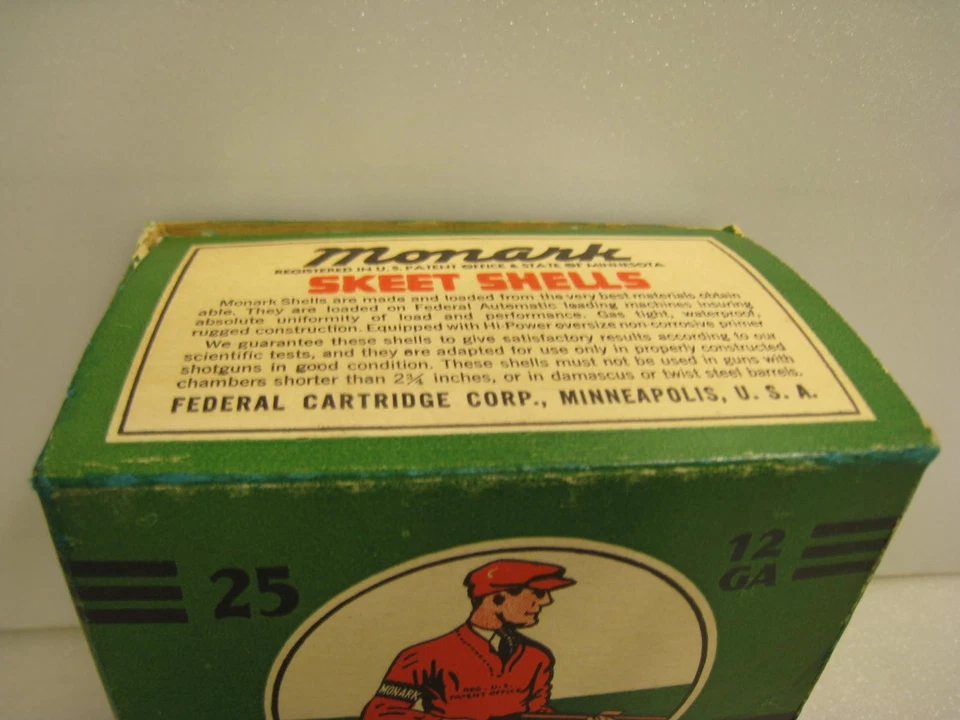 Monark
REGISTERED IN U.S. PATENT OFFICE & STATE OF MINNESOTA
SKEET SHELLS
Monark Shells are made and loaded from the very best materials obtain
able. They are loaded on Federal Automatic loading machines insuring
absolute uniformity of load and performance. Gas tight, waterproof,
rugged construction. Equipped with Hi-Power oversize non-corrosive primer
We guarantee these shells to give satisfactory results according to our
scientific tests, and they are adapted for use only in properly constructed
shotguns in good condition. These shells must not be used in guns with
chambers shorter than 2¾ inches, or in damascus or twist steel barrels.
FEDERAL CARTRIDGE CORP., MINNEAPOLIS, U. S. A.
25
12
GA
MONARK
REG. U.S.
PATENT OFFICE